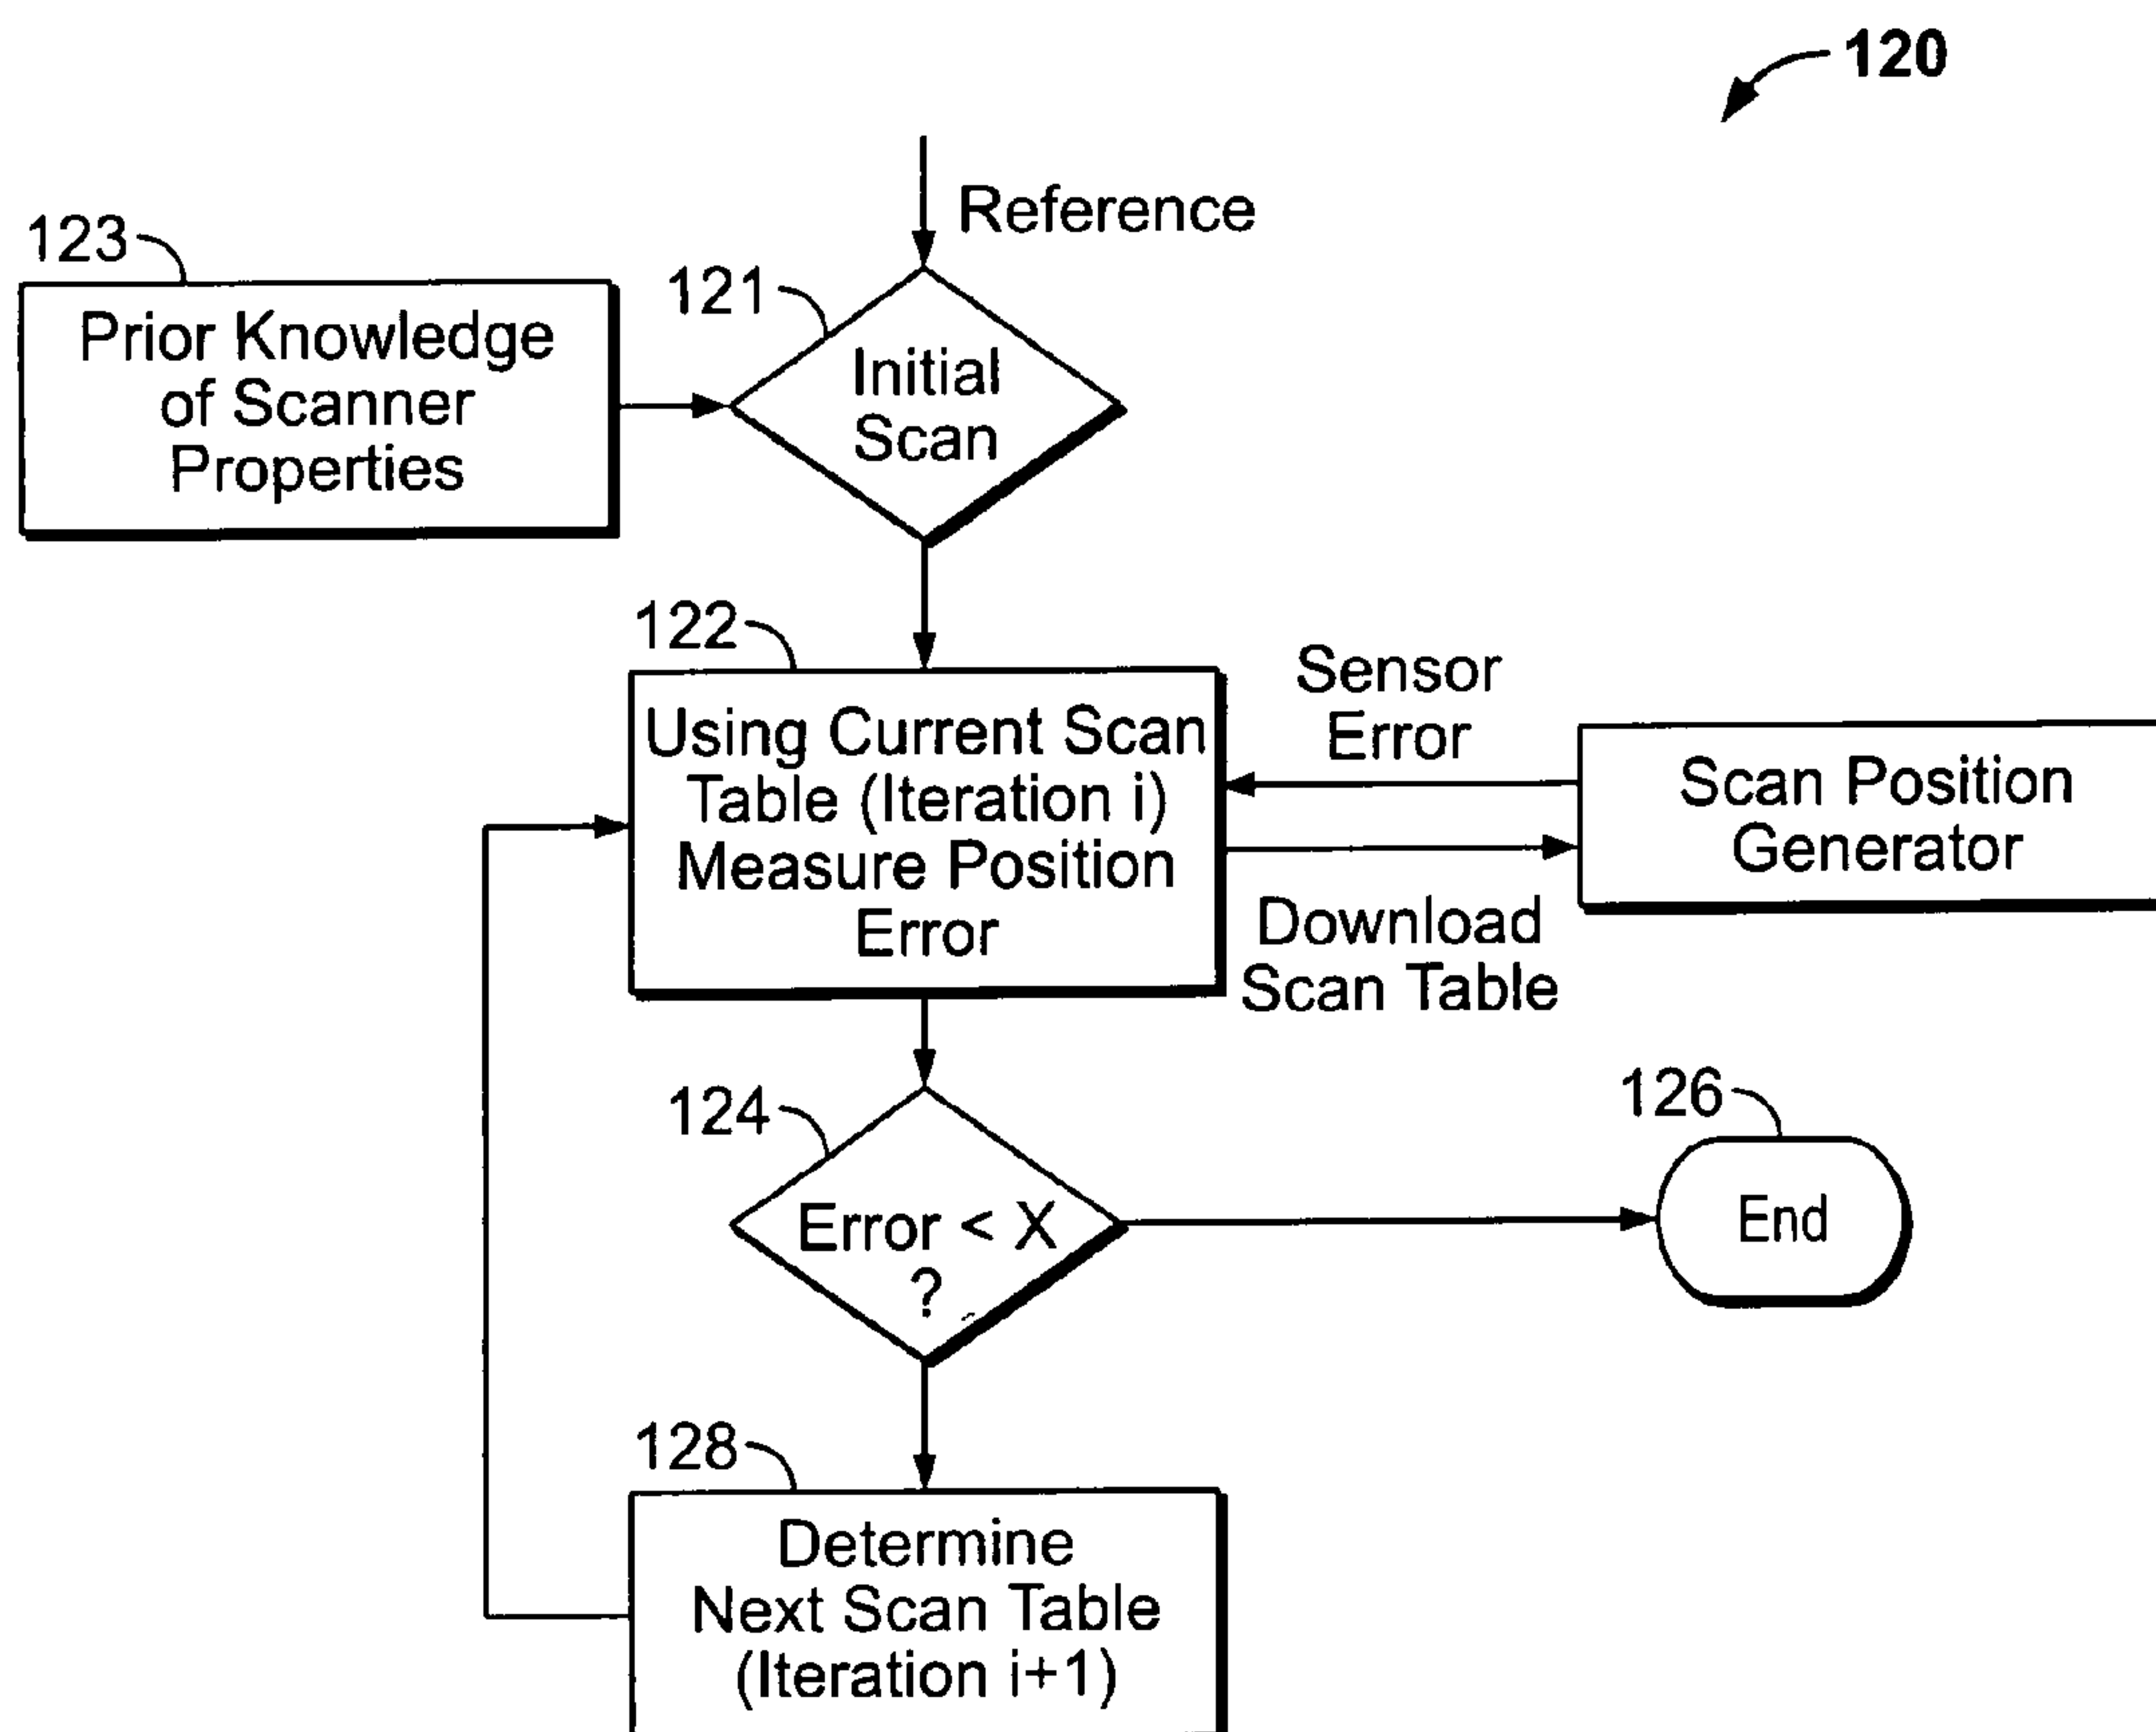 120
Reference
123
Prior Knowledge
of Scanner
Properties
121
Initial
Scan
122
Using Current Scan
Table (Iteration i)
Measure Position
Error
Sensor
Error
Scan Position
Generator
Download
Scan Table
124
Error < X
?
126
End
128
Determine
Next Scan Table
(Iteration i+1)